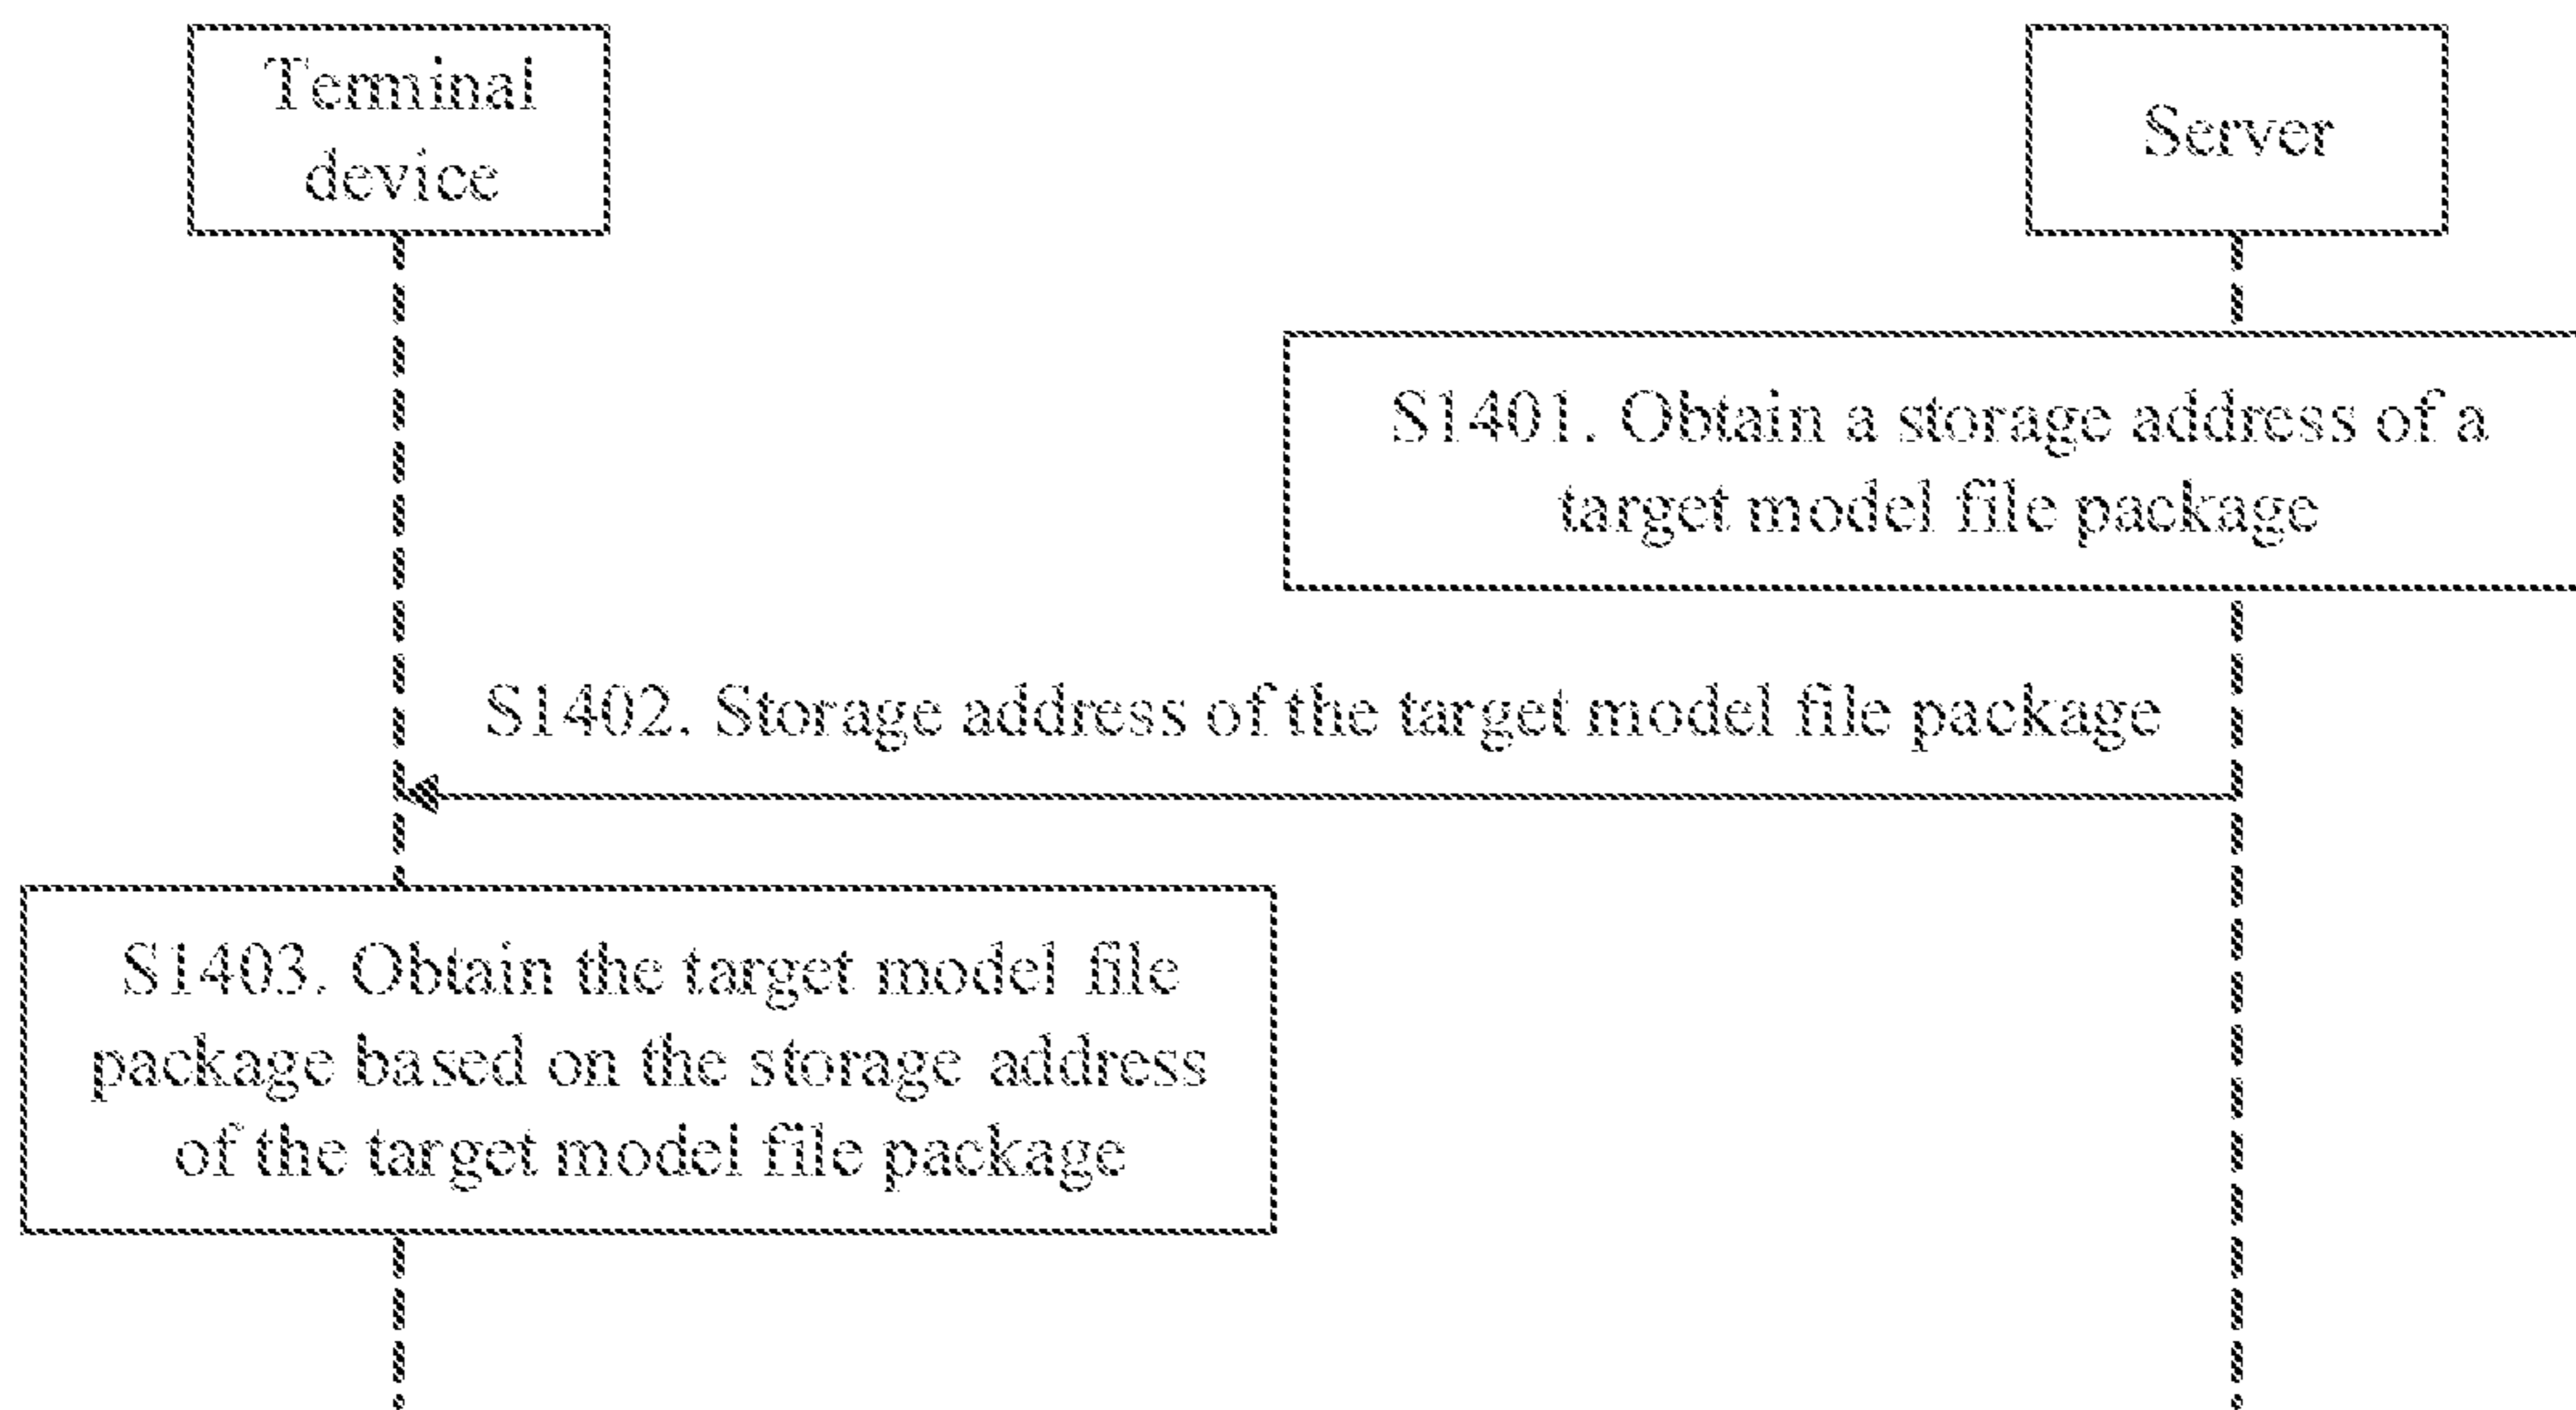 Terminal
device
Server
S1401. Obtain a storage address of a
target model file package
S1402. Storage address of the target model file package
S1403. Obtain the target model file
package based on the storage address
of the target model file package